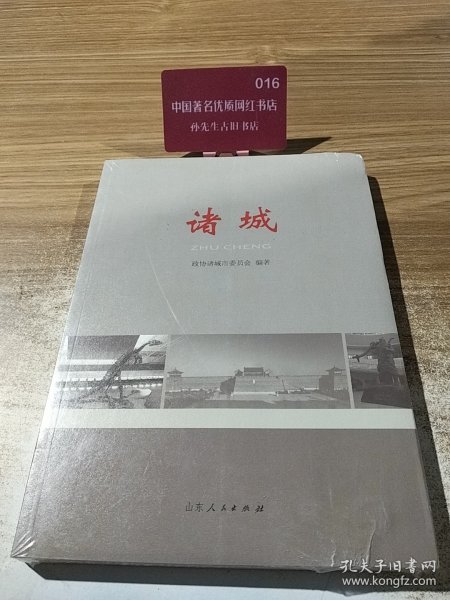 016
中国著名优质网红书店
孙先生古旧书店
诸城
ZHU CHENG
政协诸城市委员会 编著
山东人民出版社
孔夫子旧书网
www.kongfz.com